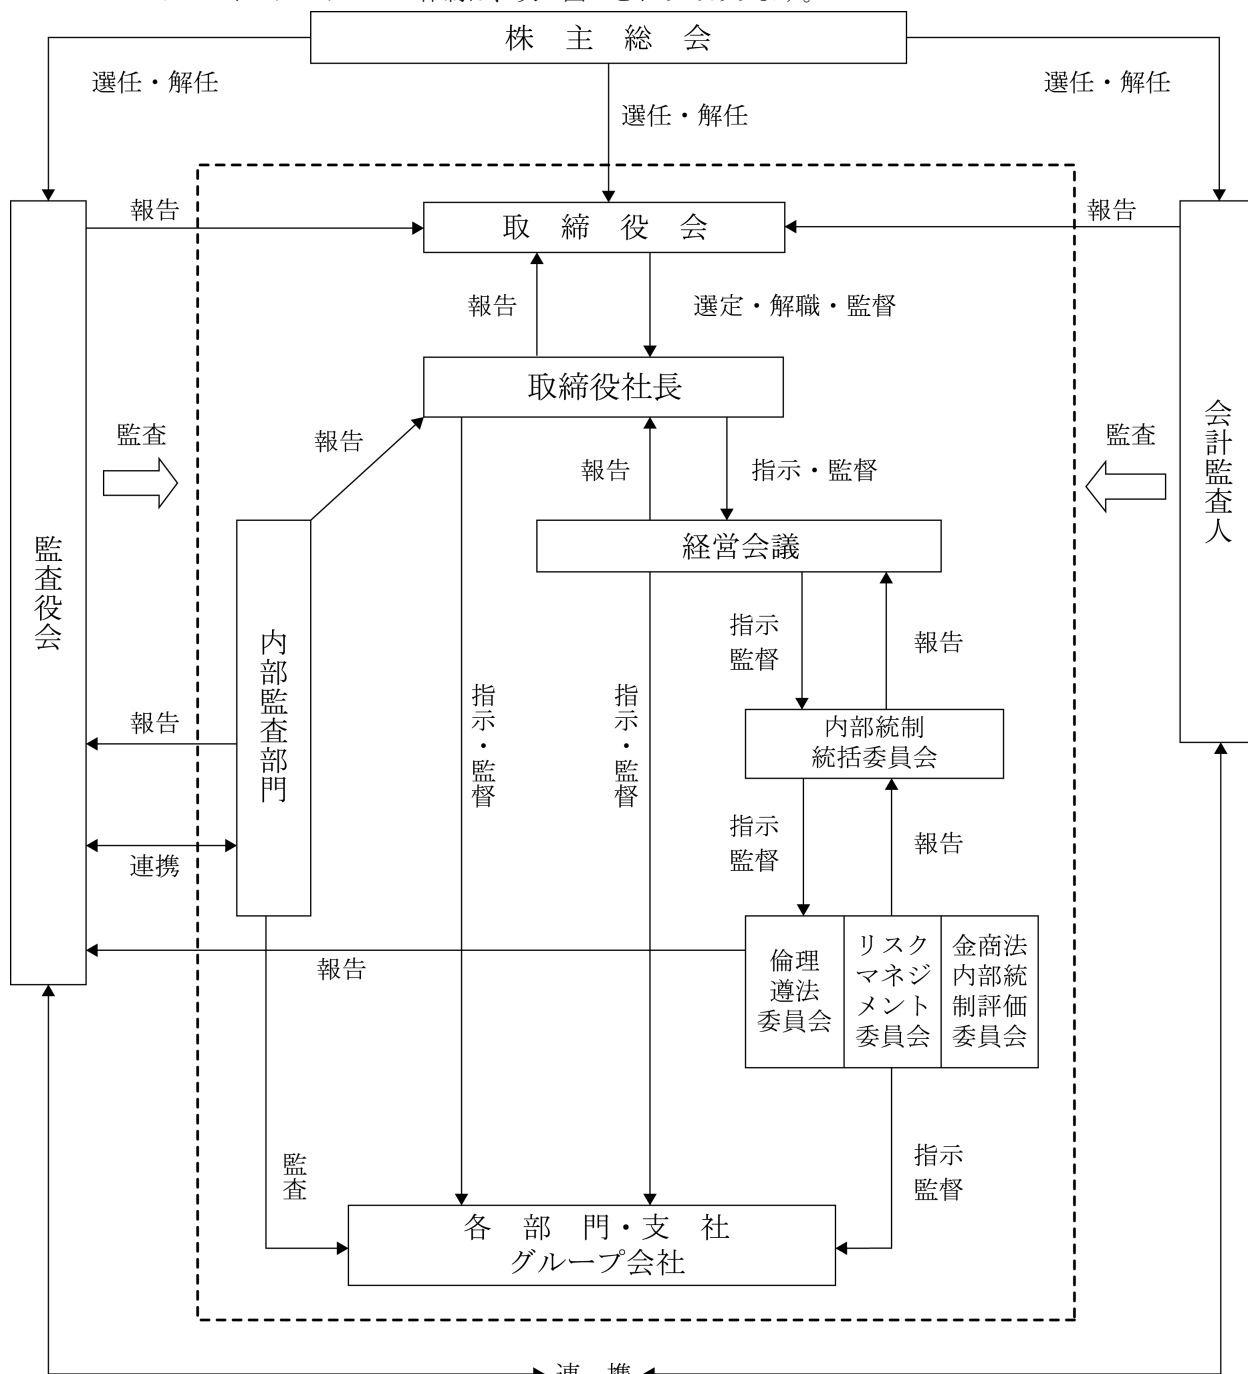 株 主 総 会
選任・解任
選任・解任
選任・解任
報告
取 締 役 会
報告
報告
選定・解職・監督
取締役社長
監査
報告
報告
指示・監督
監査
会計監査人
監査役会
経営会議
内部監査部門
指示
監督
報告
報告
指示・監督
指示・監督
内部統制
統括委員会
連携
指示
監督
報告
報告
倫理
遵法
委員会
リスク
マネジ
メント
委員会
金商法
内部統
制評価
委員会
監査
指示
監督
各 部 門・支 社
グループ会社
連 携